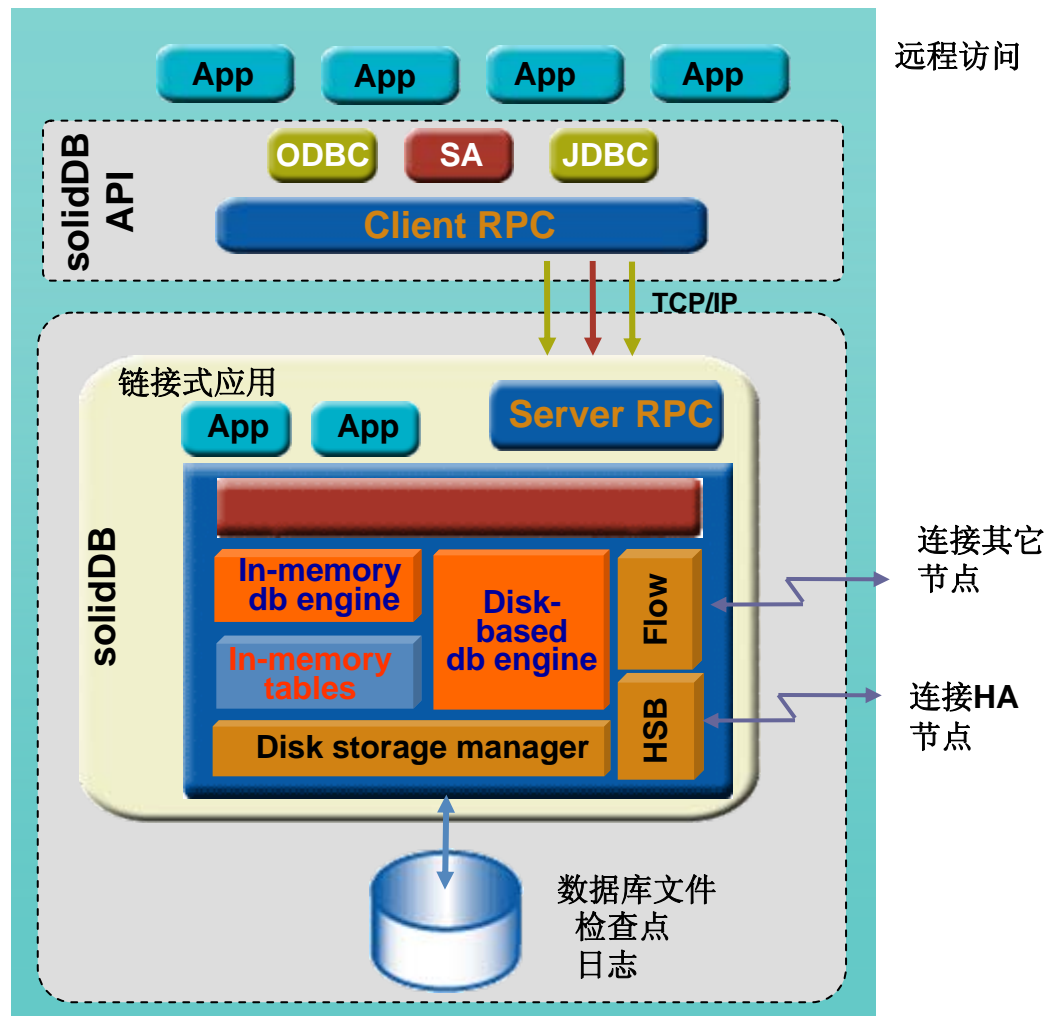 远程访问
App
App
App
App
solidDB
API
ODBC
SA
JDBC
Client RPC
TCP/IP
链接式应用
App
App
Server RPC
solidDB
In-memory
db engine
Disk-
based
db engine
Flow
In-memory
tables
HSB
Disk storage manager
连接其它
节点
连接HA
节点
数据库文件
检查点
日志